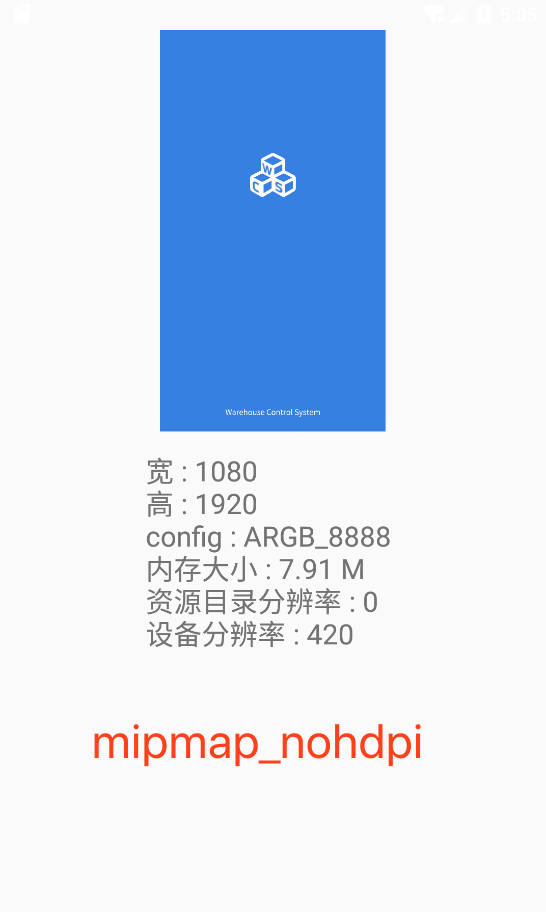 5:05
W
C S
Warehouse Control System
宽 : 1080
高 : 1920
config : ARGB_8888
内存大小 : 7.91 M
资源目录分辨率 : 0
设备分辨率 : 420
mipmap_nohdpi